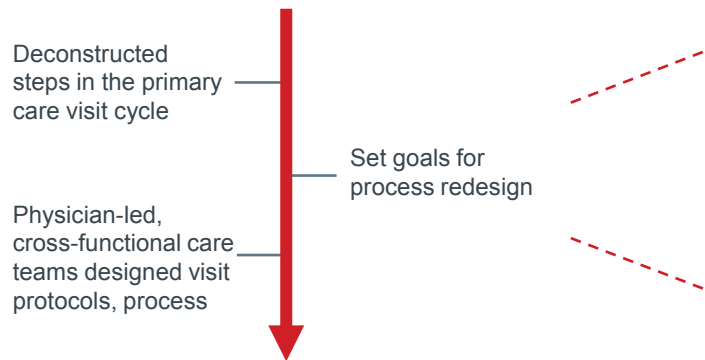 Deconstructed
steps in the primary
care visit cycle
Set goals for
process redesign
Physician-led,
cross-functional care
teams designed visit
protocols, process